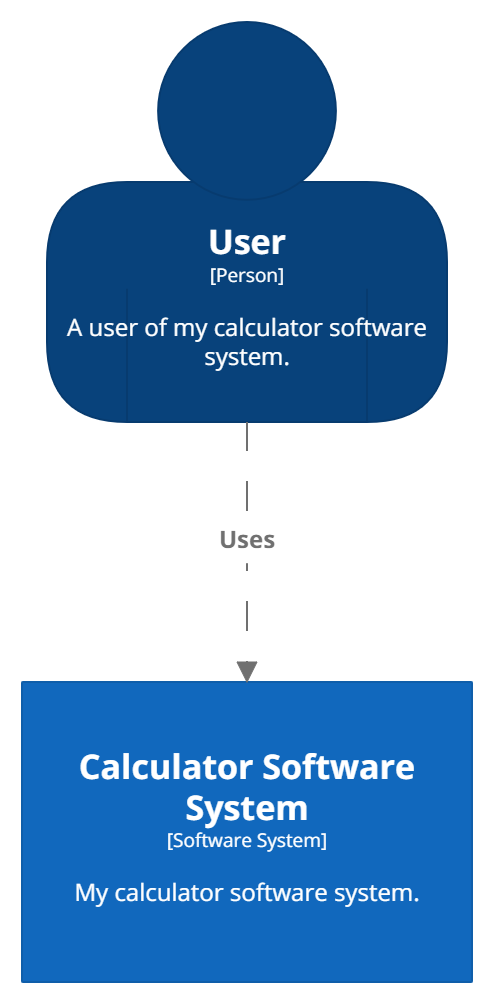 User
[Person]
A user of my calculator software
system.
Uses
Calculator Software
System
[Software System]
My calculator software system.